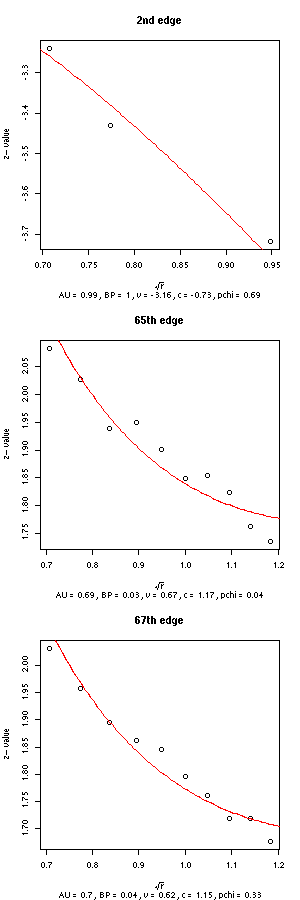 2nd edge
z− value
-3.3
-3.4
-3.5
-3.6
-3.7
0.70 0.75 0.80 0.85 0.90 0.95
√r
AU = 0.99 , BP = 1 , v = -3.16 , c = -0.73 , pchi = 0.69
65th edge
z− value
2.05
2.00
1.95
1.90
1.85
1.80
1.75
0.7 0.8 0.9 1.0 1.1 1.2
√r
AU = 0.69 , BP = 0.03 , v = 0.67 , c = 1.17 , pchi = 0.04
67th edge
z− value
2.00
1.95
1.90
1.85
1.80
1.75
1.70
0.7 0.8 0.9 1.0 1.1 1.2
√r
AU = 0.7 , BP = 0.04 , v = 0.62 , c = 1.15 , pchi = 0.33